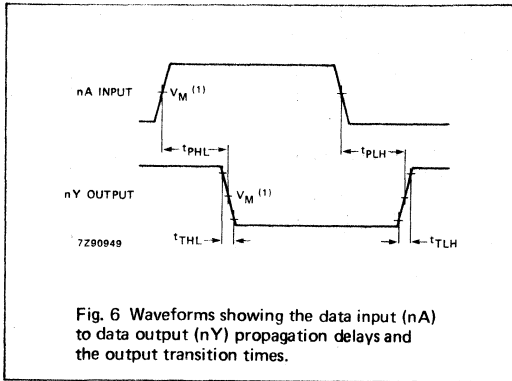 nA INPUT
VM (1)
tPHL
tPLH
nY OUTPUT
VM (1)
7Z90949
tTHL
tTLH
Fig. 6 Waveforms showing the data input (nA)
to data output (nY) propagation delays and
the output transition times.